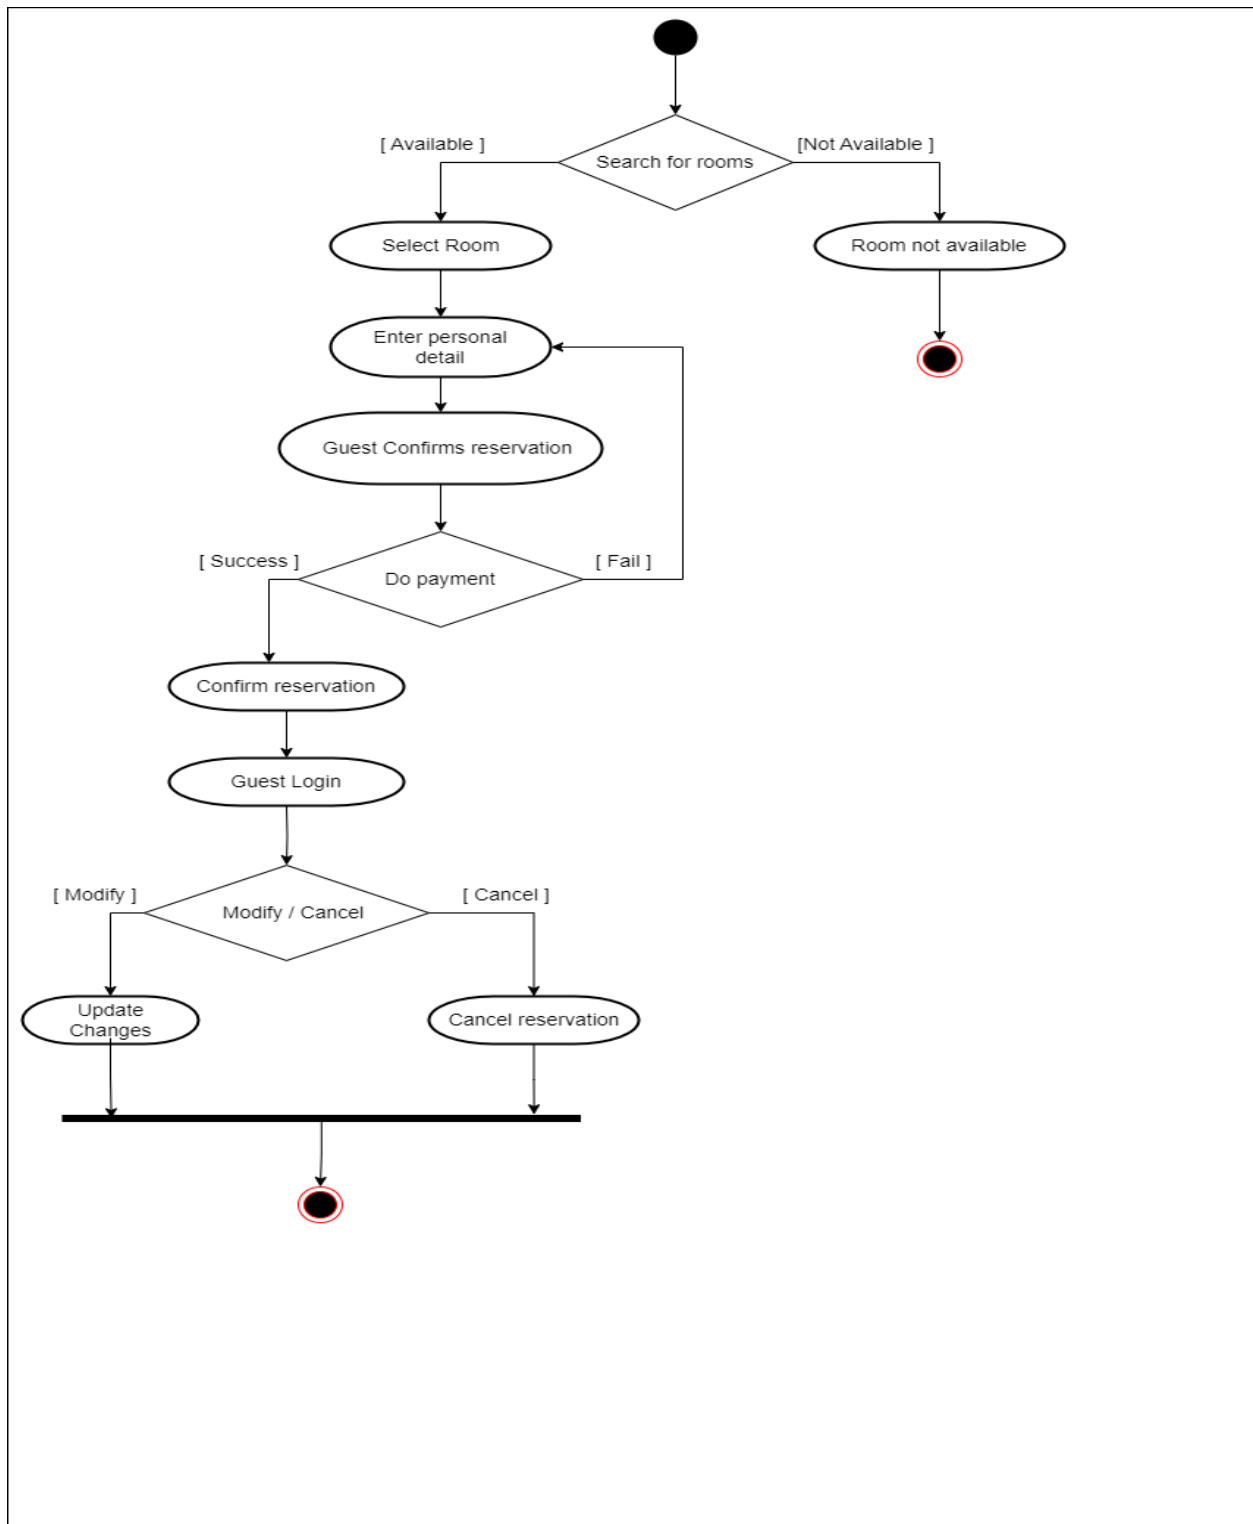 [ Available ]
[Not Available ]
Search for rooms
Select Room
Room not available
Enter personal
detail
Guest Confirms reservation
[ Success ]
[ Fail ]
Do payment
Confirm reservation
Guest Login
[ Modify ]
[ Cancel ]
Modify / Cancel
Update
Changes
Cancel reservation